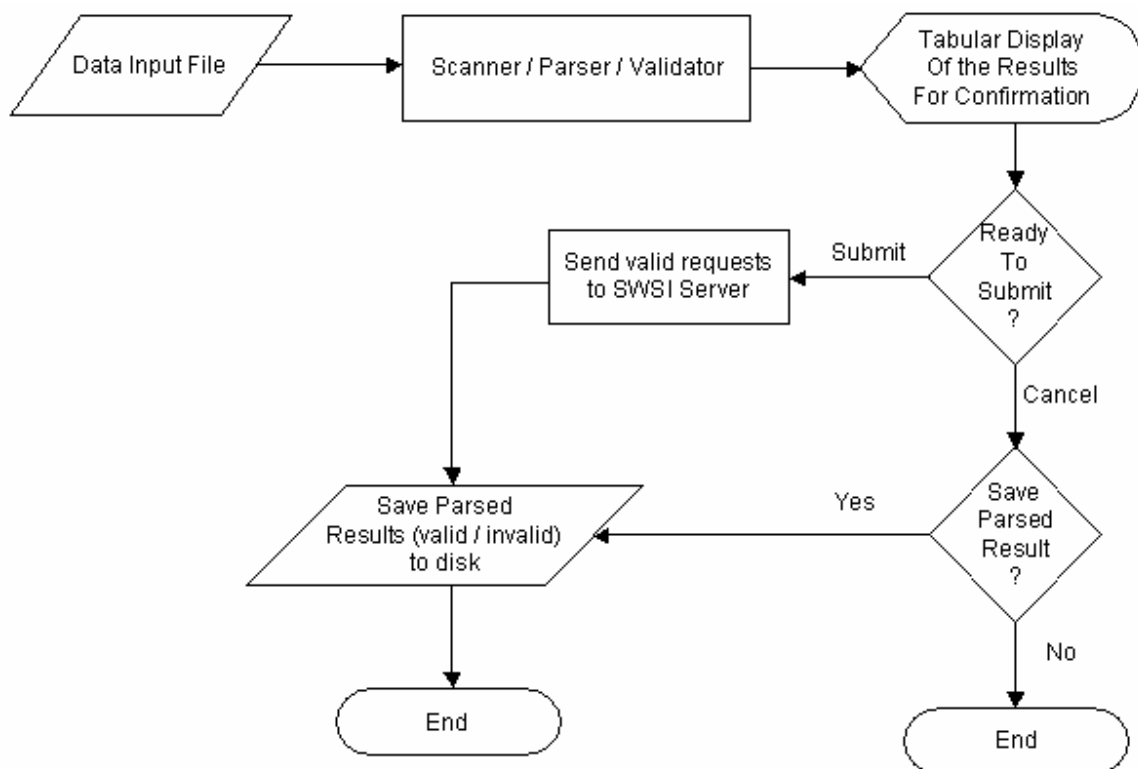 Data Input File
Scanner / Parser / Validator
Tabular Display
Of the Results
For Confirmation
Ready
To
Submit
?
Submit
Send valid requests
to SWSI Server
Cancel
Save
Parsed
Result
?
Yes
Save Parsed
Results (valid / invalid)
to disk
No
End
End